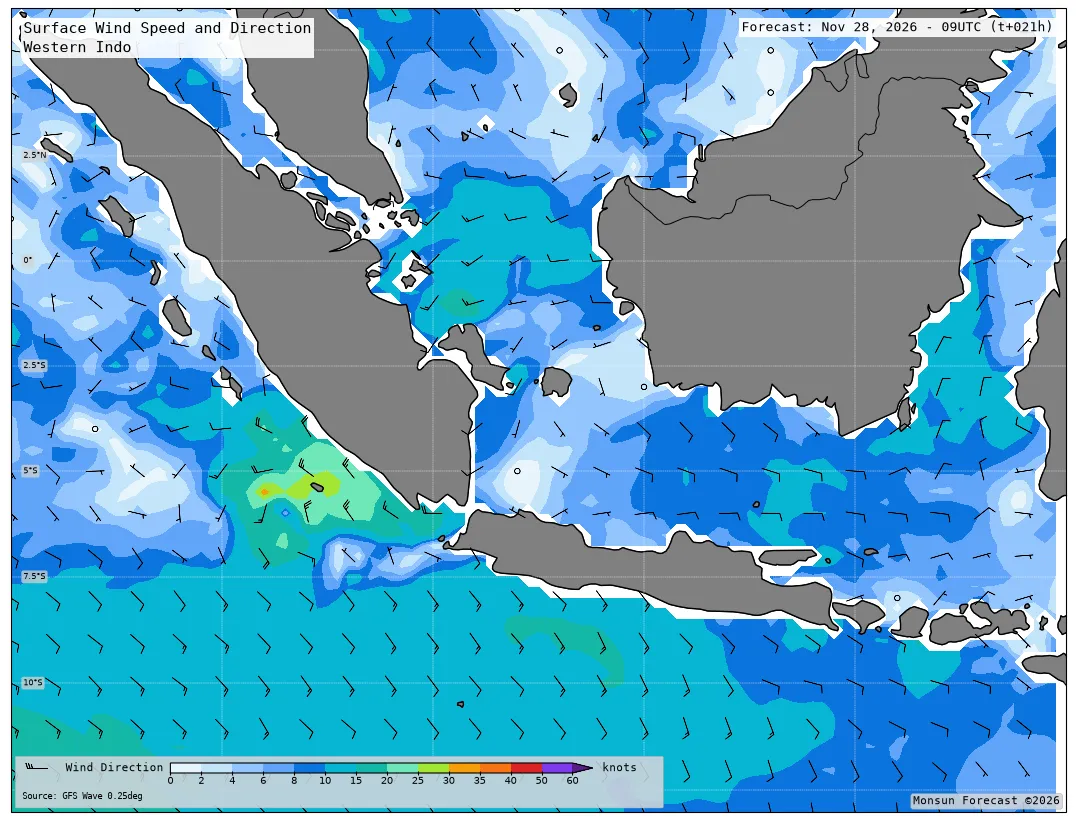 Surface Wind Speed and Direction
Western Indo
Forecast: Nov 28, 2026 - 09UTC (t+021h)
2.5°N
0°
2.5°S
5°S
7.5°S
10°S
Wind Direction
0 2 4 6 8 10 15 20 25 30 35 40 50 60
knots
Source: GFS Wave 0.25deg
Monsun Forecast ©2026